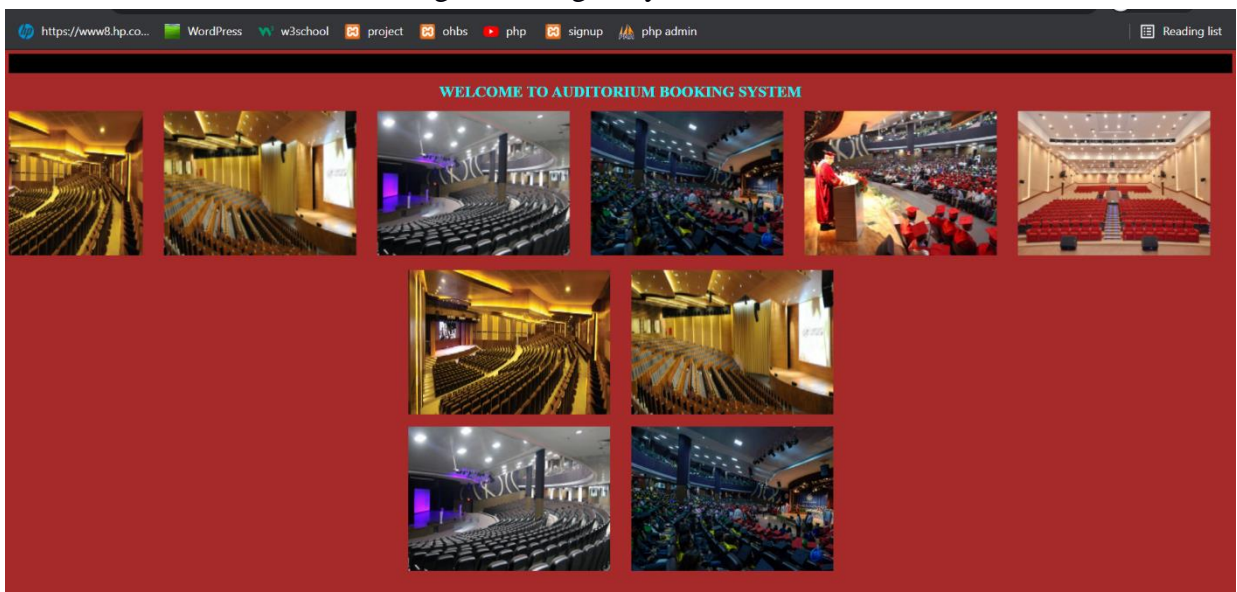 https://www8.hp.co... WordPress w3school project ohbs php signup php admin Reading list
WELCOME TO AUDITORIUM BOOKING SYSTEM